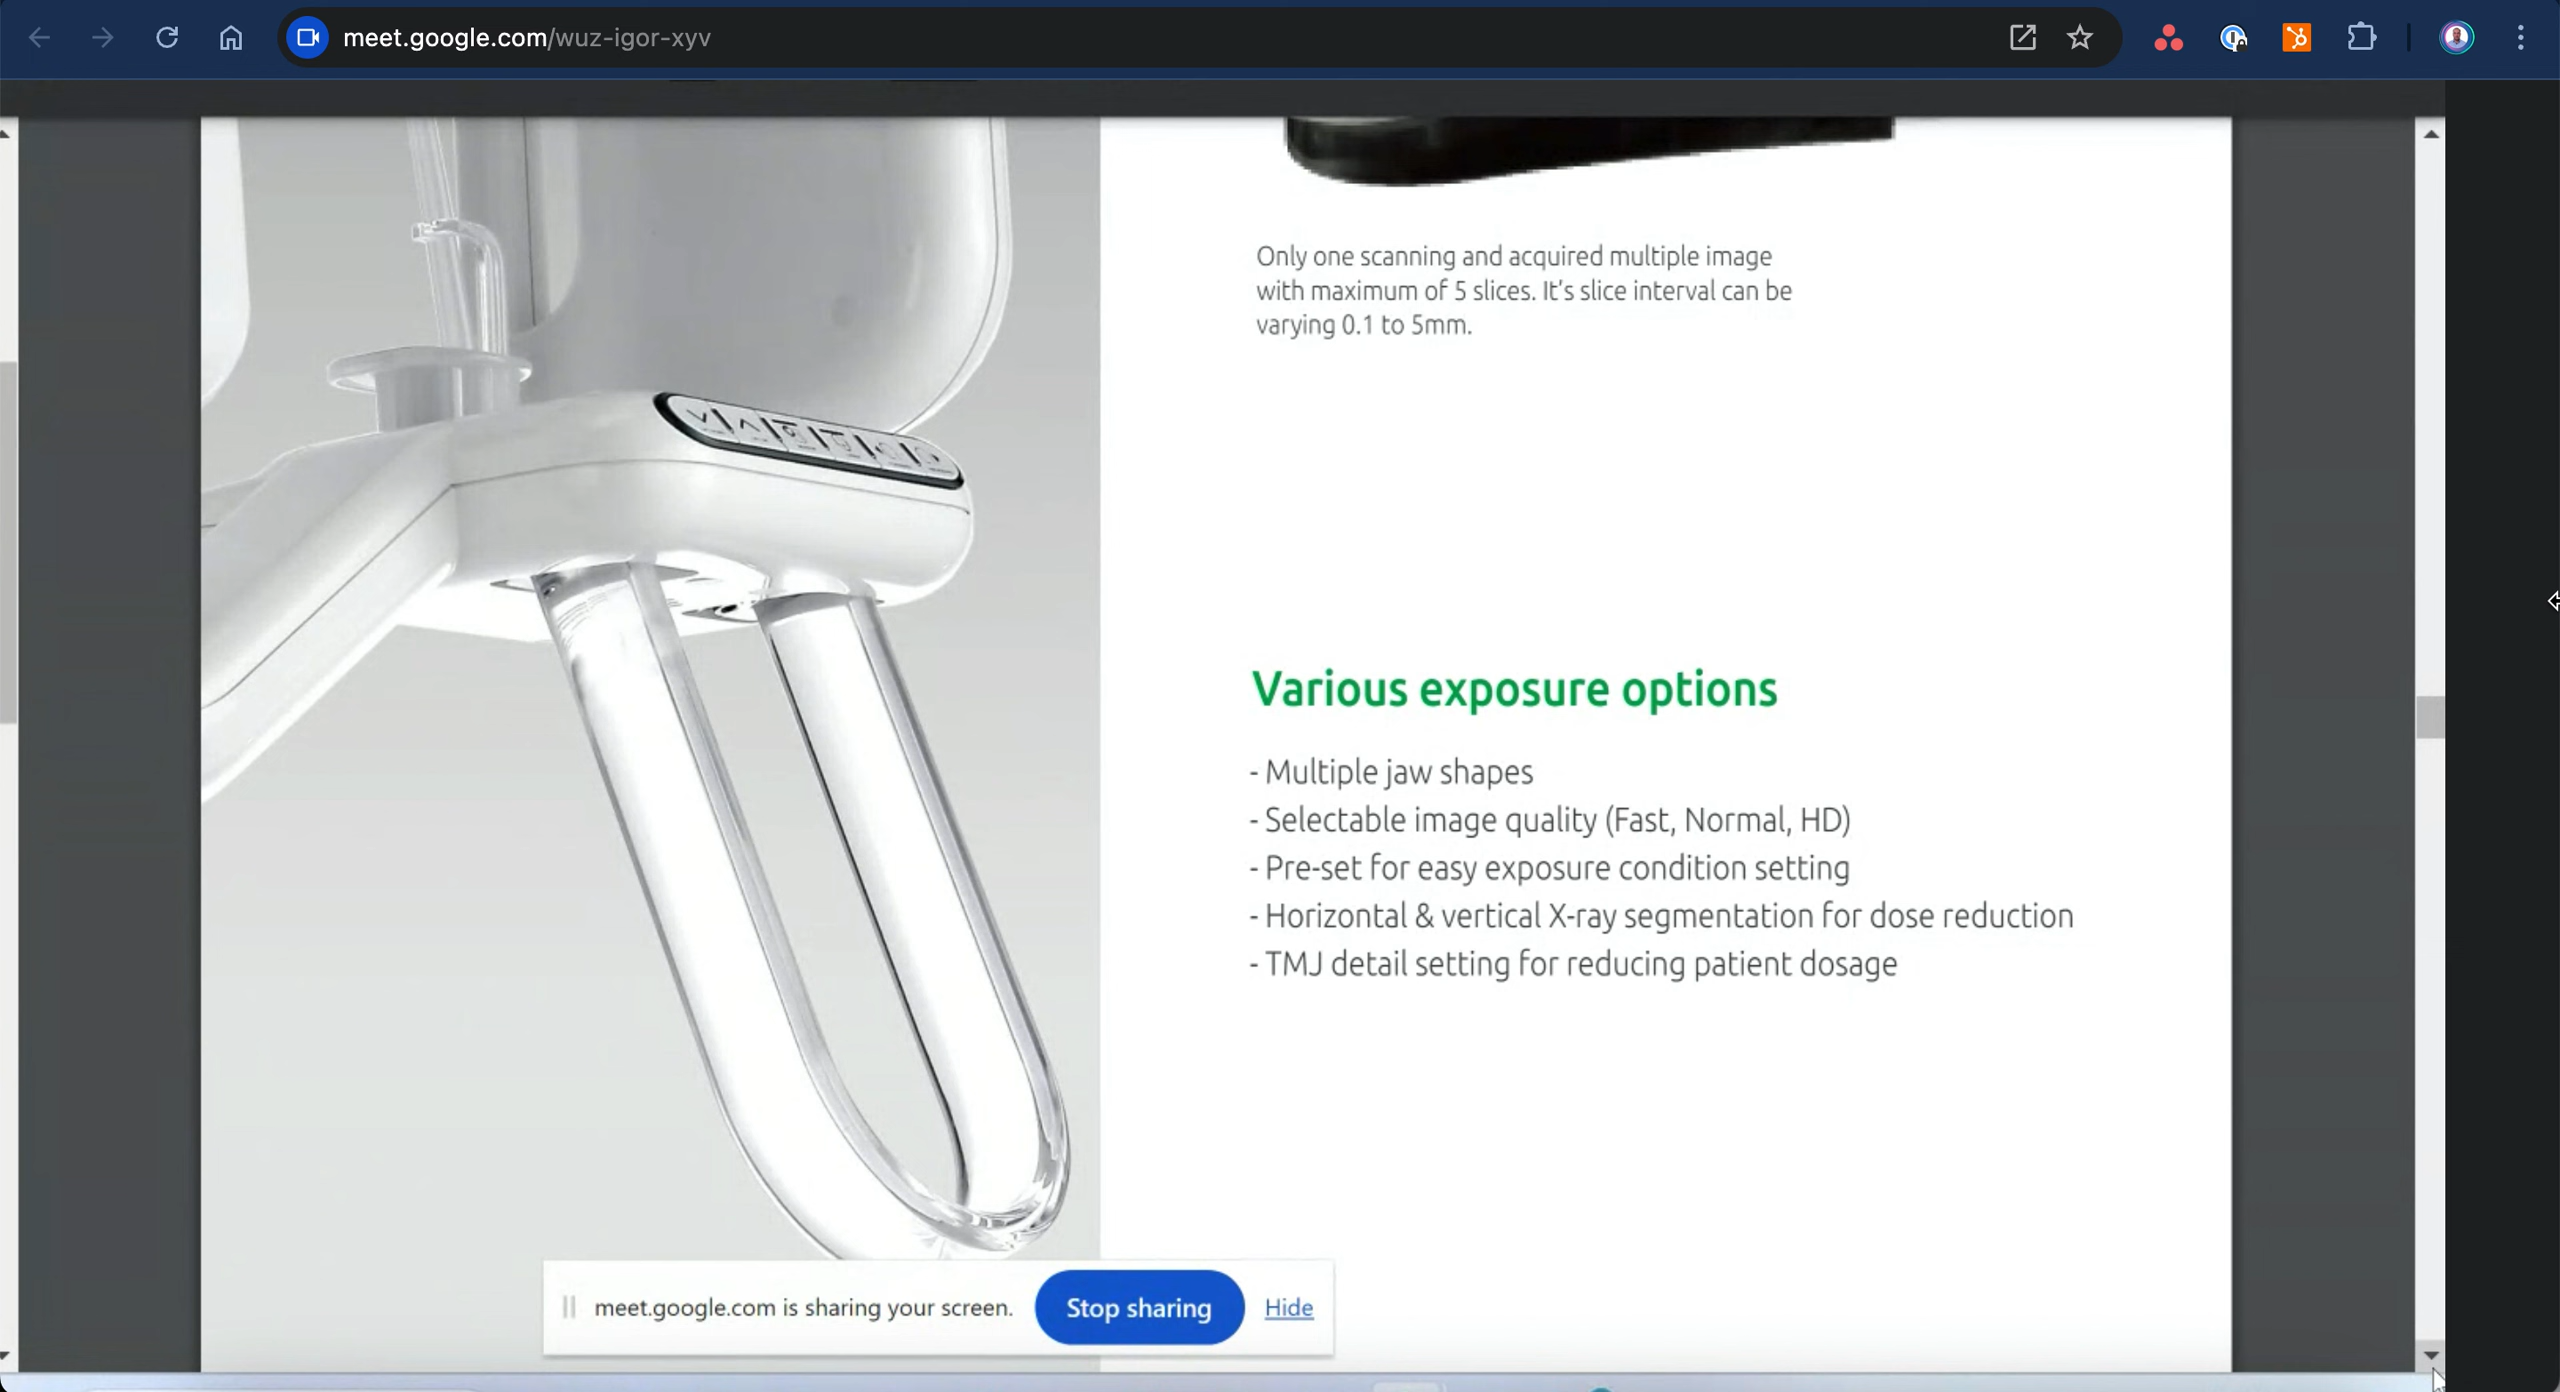 meet.google.com/wuz-igor-xyv
Only one scanning and acquired multiple image
with maximum of 5 slices. It's slice interval can be
varying 0.1 to 5mm.
Various exposure options
- Multiple jaw shapes
- Selectable image quality (Fast, Normal, HD)
- Pre-set for easy exposure condition setting
- Horizontal & vertical X-ray segmentation for dose reduction
- TMJ detail setting for reducing patient dosage
meet.google.com is sharing your screen.
Stop sharing
Hide